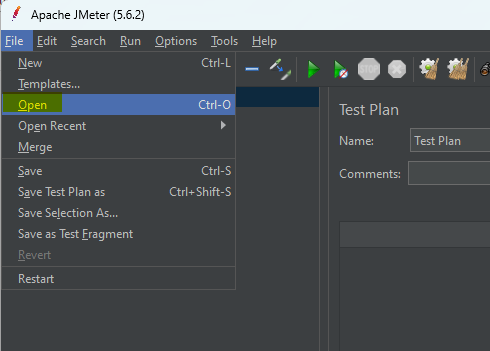 Apache JMeter (5.6.2)
File Edit Search Run Options Tools Help
New Ctrl-L
Templates...
Open Ctrl-O
Open Recent
Merge
Save Ctrl-S
Save Test Plan as Ctrl+Shift-S
Save Selection As...
Save as Test Fragment
Revert
Restart
STOP
Test Plan
Name: Test Plan
Comments: